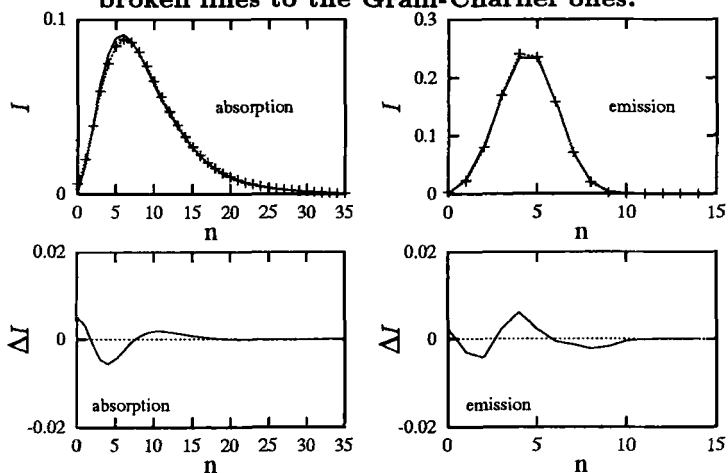 broken lines to the Gram-Charlier ones.
0.1
I
absorption
0
0 5 10 15 20 25 30 35
n
0.3
0.2
I
emission
0.1
0
0 5 10 15
n
0.02
ΔI
0
absorption
-0.02
0 5 10 15 20 25 30 35
n
0.02
ΔI
0
emission
-0.02
0 5 10 15
n